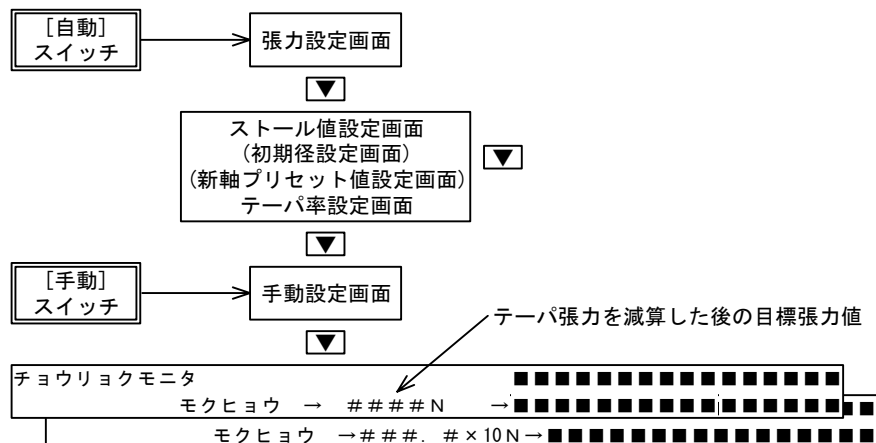 [自動]
スイッチ
張力設定画面
▼
ストール値設定画面
(初期径設定画面)
(新軸プリセット値設定画面)
テーパ率設定画面
▼
▼
[手動]
スイッチ
手動設定画面
テーパ張力を減算した後の目標張力値
▼
チョウリョクモニタ ■■■■■■■■■■■■■■■■
モクヒョウ → ####N →■■■■■■■■■■■■■■■■■■
モクヒョウ →###.#×10N→■■■■■■■■■■■■■■■■